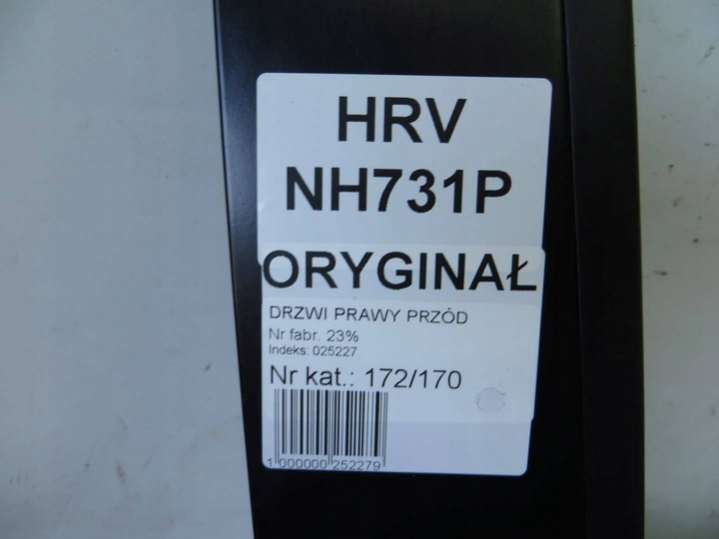 HRV
NH731P
ORYGINAŁ
DRZWI PRAWY PRZÓD
Nr fabr. 23%
Indeks: 025227
Nr kat.: 172/170
1 000000 252279